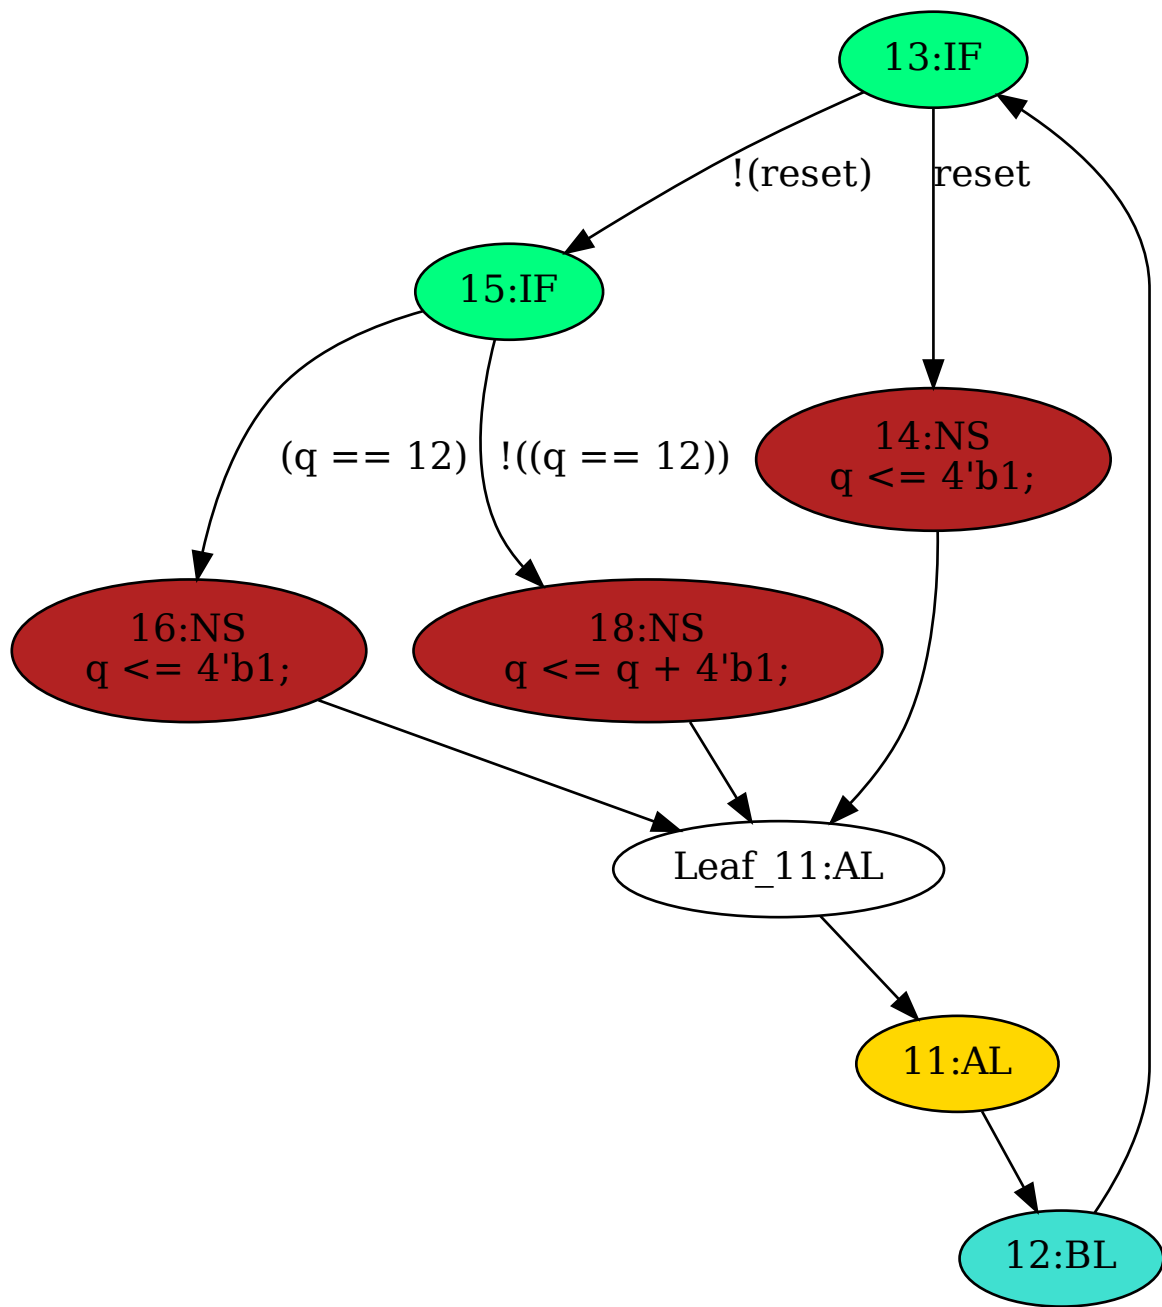 13:IF
!(reset)
reset
15:IF
14:NS
q <= 4'b1;
(q == 12)
!((q == 12))
16:NS
q <= 4'b1;
18:NS
q <= q + 4'b1;
Leaf_11:AL
11:AL
12:BL